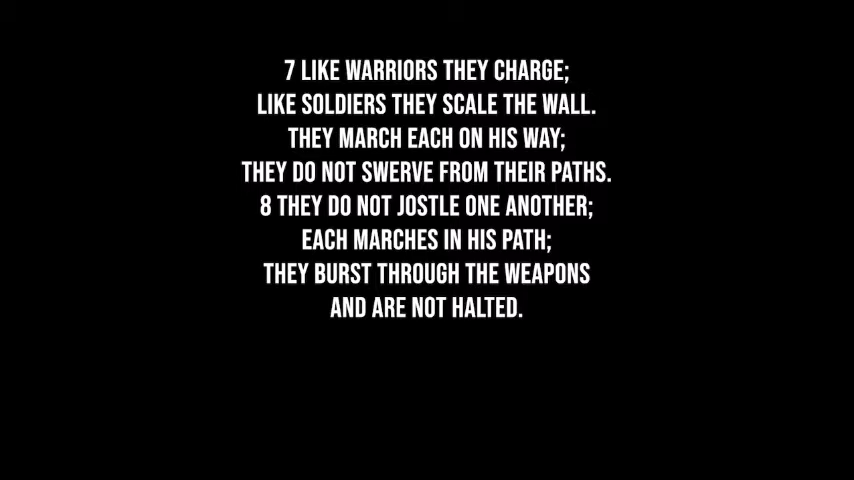 7 LIKE WARRIORS THEY CHARGE;
LIKE SOLDIERS THEY SCALE THE WALL.
THEY MARCH EACH ON HIS WAY;
THEY DO NOT SWERVE FROM THEIR PATHS.
8 THEY DO NOT JOSTLE ONE ANOTHER;
EACH MARCHES IN HIS PATH;
THEY BURST THROUGH THE WEAPONS
AND ARE NOT HALTED.